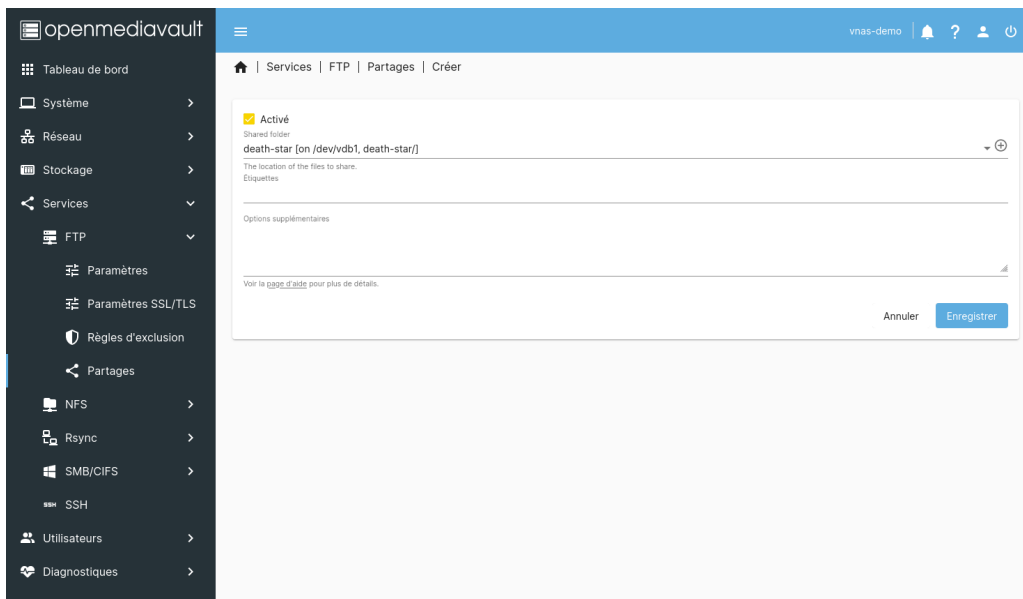 openmediavault
vnas-demo
Tableau de bord
Système
Réseau
Stockage
Services
FTP
Paramètres
Paramètres SSL/TLS
Règles d'exclusion
Partages
NFS
Rsync
SMB/CIFS
SSH SSH
Utilisateurs
Diagnostiques
| Services | FTP | Partages | Créer
Activé
Shared folder
death-star [on /dev/vdb1, death-star/]
The location of the files to share.
Étiquettes
Options supplémentaires
Voir la page d'aide pour plus de détails.
Annuler Enregistrer